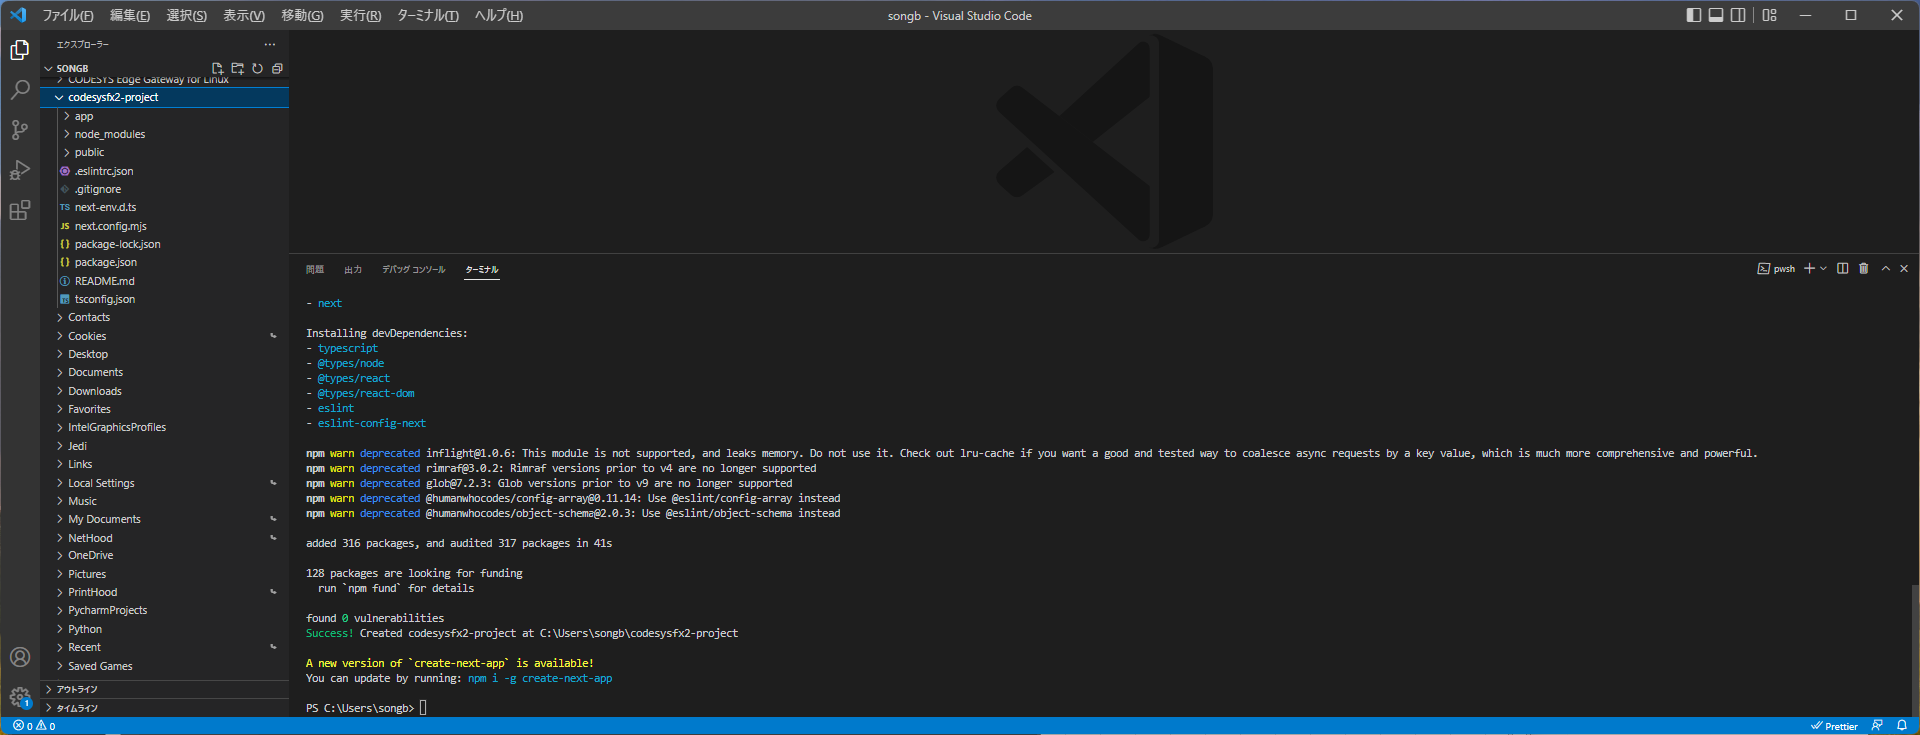 ファイル(F) 編集(E) 選択(S) 表示(V) 移動(G) 実行(R) ターミナル(T) ヘルプ(H)
songb - Visual Studio Code
エクスプローラー
SONGB
CODESYS Edge Gateway for Linux
codesysfx2-project
app
node_modules
public
.eslintrc.json
.gitignore
TS next-env.d.ts
JS next.config.mjs
{} package-lock.json
{} package.json
README.md
TS tsconfig.json
Contacts
Cookies
Desktop
Documents
Downloads
Favorites
IntelGraphicsProfiles
Jedi
Links
Local Settings
Music
My Documents
NetHood
OneDrive
Pictures
PrintHood
PycharmProjects
Python
Recent
Saved Games
アウトライン
タイムライン
1
問題 出力 デバッグ コンソール ターミナル
pwsh
- next
Installing devDependencies:
- typescript
- @types/node
- @types/react
- @types/react-dom
- eslint
- eslint-config-next
npm warn deprecated inflight@1.0.6: This module is not supported, and leaks memory. Do not use it. Check out lru-cache if you want a good and tested way to coalesce async requests by a key value, which is much more comprehensive and powerful.
npm warn deprecated rimraf@3.0.2: Rimraf versions prior to v4 are no longer supported
npm warn deprecated glob@7.2.3: Glob versions prior to v9 are no longer supported
npm warn deprecated @humanwhocodes/config-array@0.11.14: Use @eslint/config-array instead
npm warn deprecated @humanwhocodes/object-schema@2.0.3: Use @eslint/object-schema instead
added 316 packages, and audited 317 packages in 41s
128 packages are looking for funding
run `npm fund` for details
found 0 vulnerabilities
Success! Created codesysfx2-project at C:\Users\songb\codesysfx2-project
A new version of `create-next-app` is available!
You can update by running: npm i -g create-next-app
PS C:\Users\songb>
0 0
Prettier